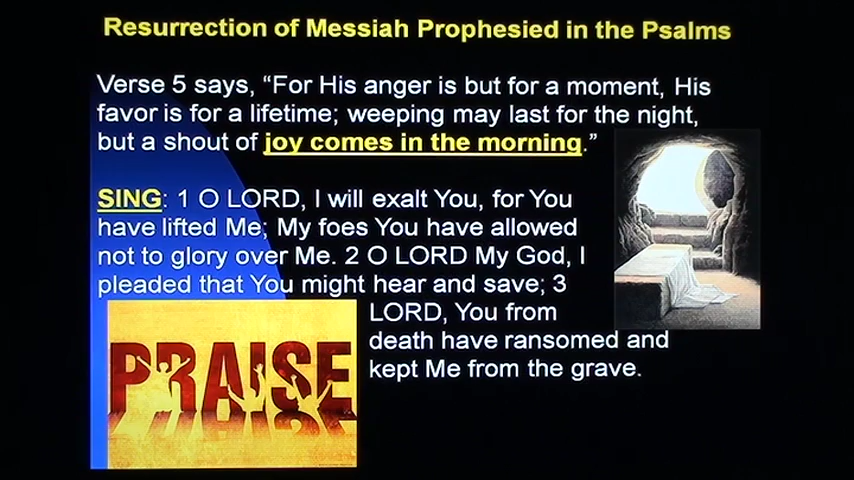 Resurrection of Messiah Prophesied in the Psalms
Verse 5 says, “For His anger is but for a moment, His
favor is for a lifetime; weeping may last for the night,
but a shout of joy comes in the morning.”
SING: 1 O LORD, I will exalt You, for You
have lifted Me; My foes You have allowed
not to glory over Me. 2 O LORD My God, I
pleaded that You might hear and save; 3
LORD, You from
death have ransomed and
kept Me from the grave.
PRAISE